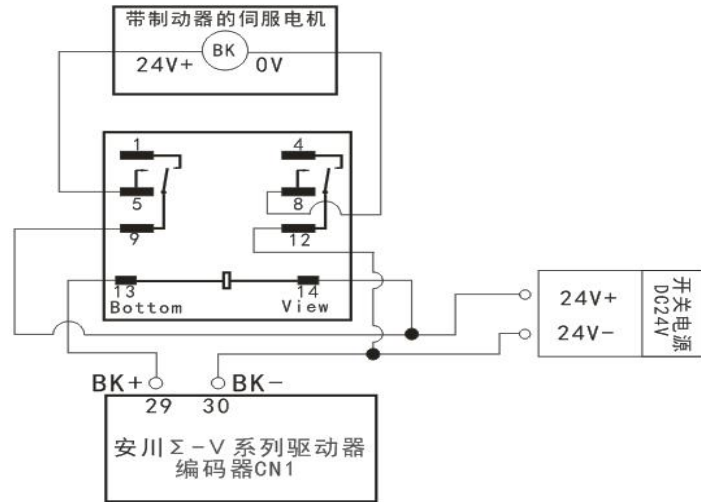 带制动器的伺服电机
BK
24V+ 0V
1 4
5 8
9 12
13 14
Bottom View
24V+
24V-
开关电源
DC24V
BK+ BK-
29 30
安川Σ-V系列驱动器
编码器CN1